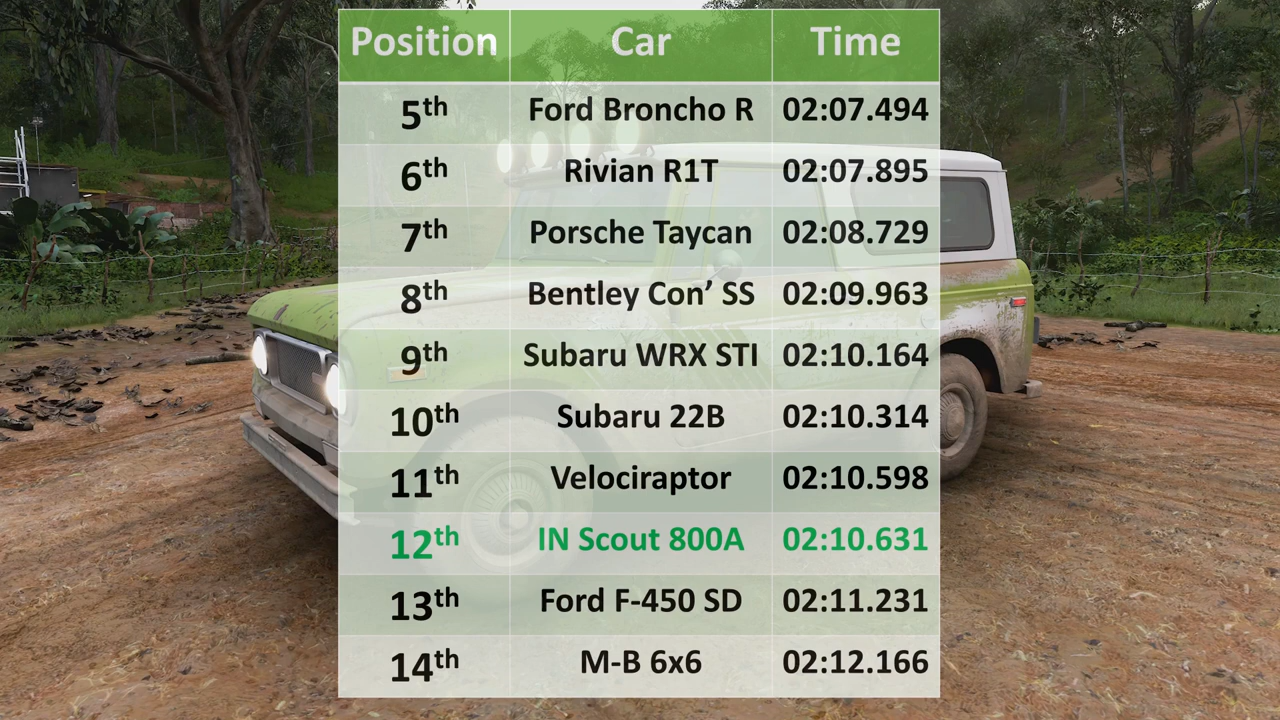 Position Car Time
5th Ford Broncho R 02:07.494
6th Rivian R1T 02:07.895
7th Porsche Taycan 02:08.729
8th Bentley Con’ SS 02:09.963
9th Subaru WRX STI 02:10.164
10th Subaru 22B 02:10.314
11th Velociraptor 02:10.598
12th IN Scout 800A 02:10.631
13th Ford F-450 SD 02:11.231
14th M-B 6x6 02:12.166